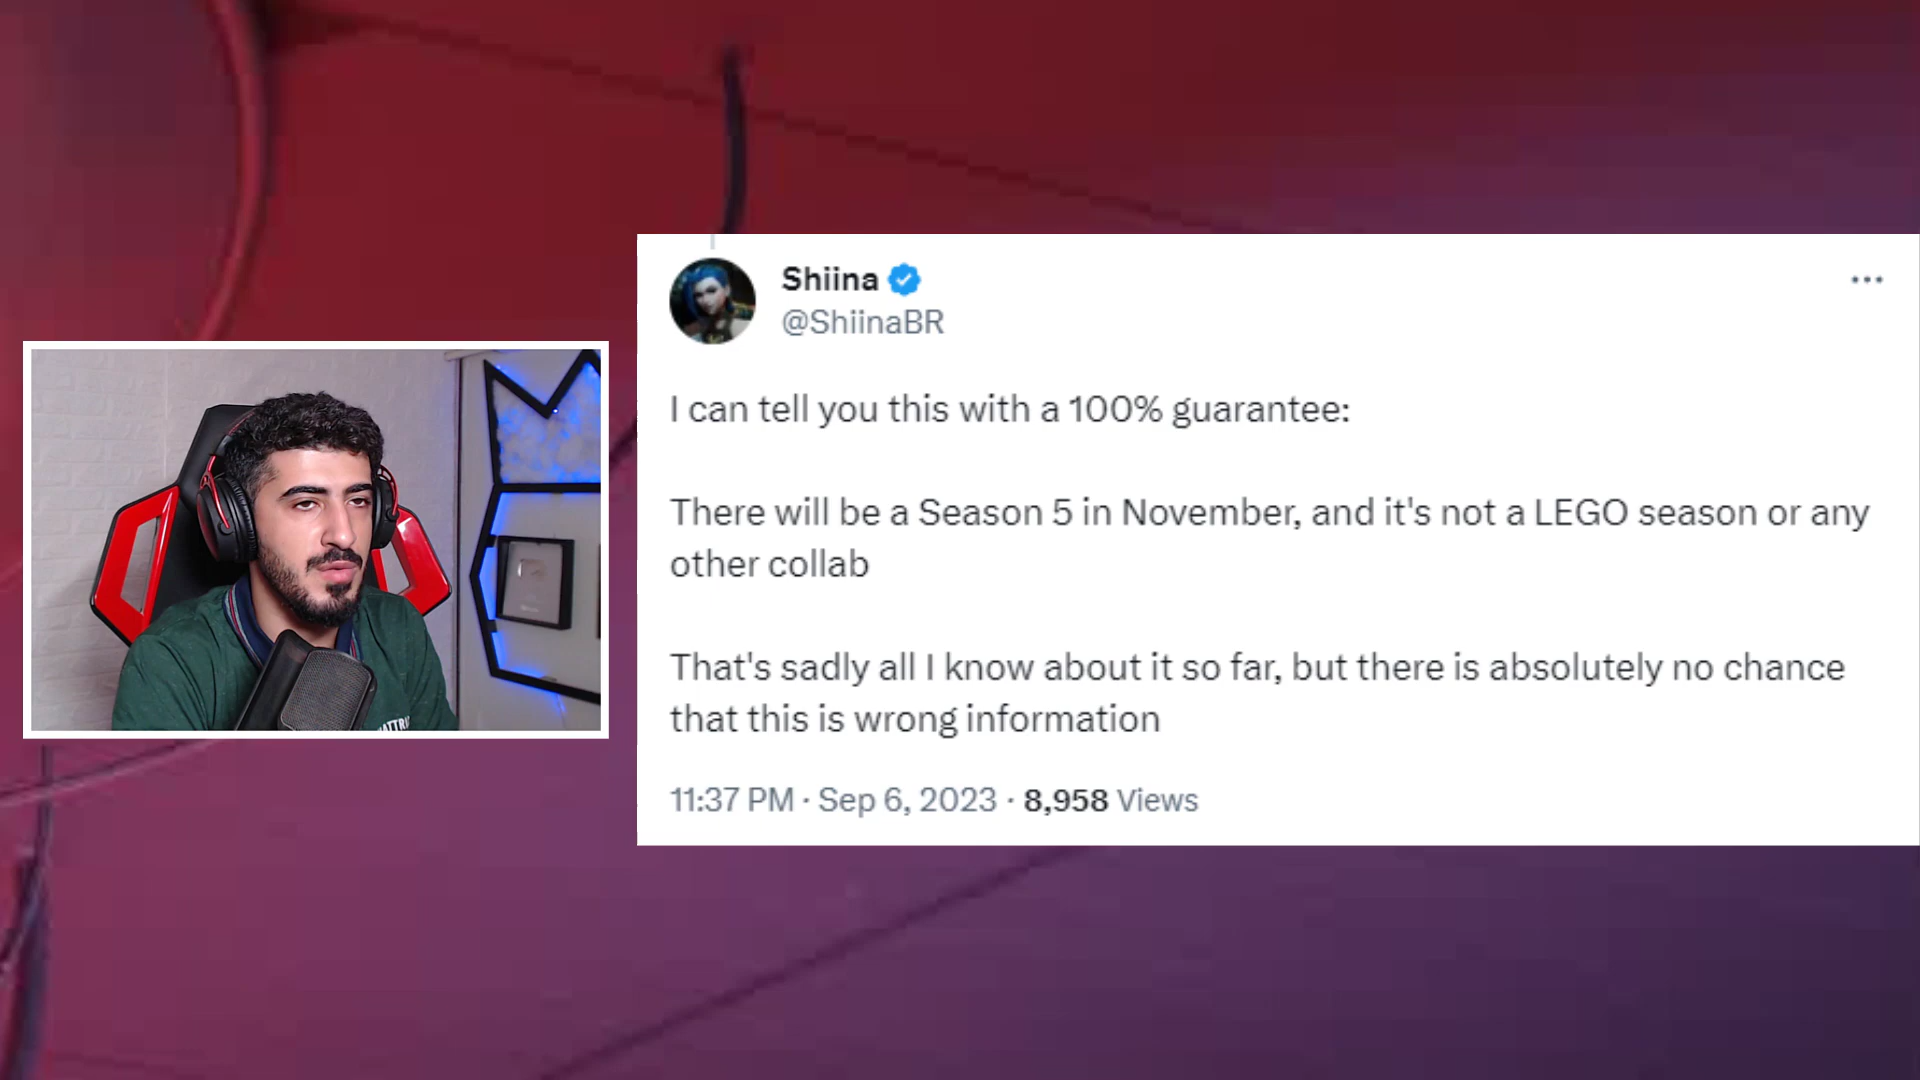 Shiina
@ShiinaBR
I can tell you this with a 100% guarantee:
There will be a Season 5 in November, and it's not a LEGO season or any
other collab
That's sadly all I know about it so far, but there is absolutely no chance
that this is wrong information
11:37 PM · Sep 6, 2023 · 8,958 Views